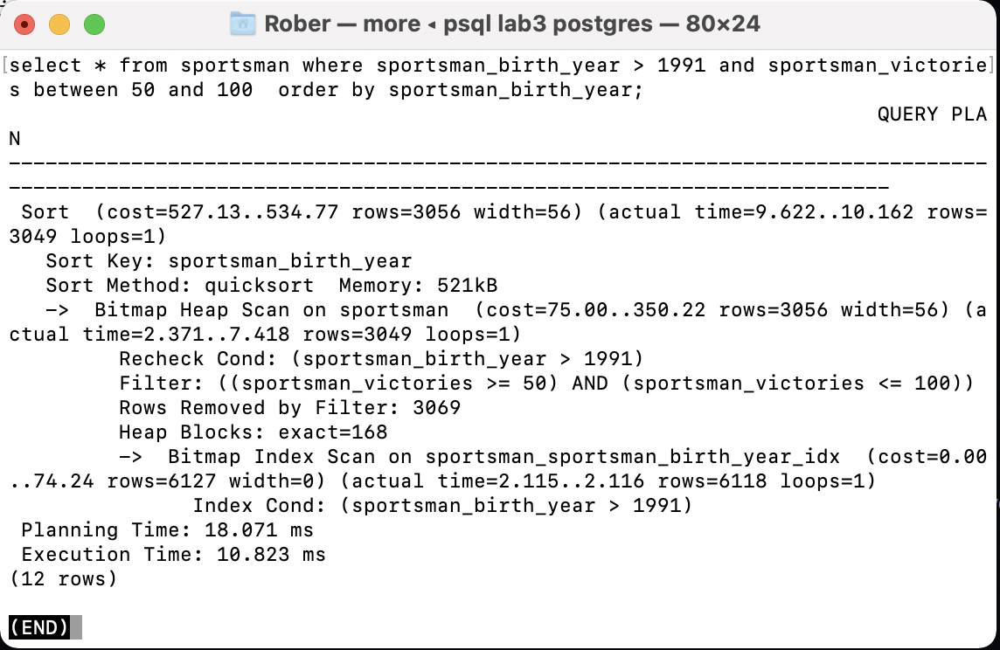 Rober — more ◂ psql lab3 postgres — 80×24
[select * from sportsman where sportsman_birth_year > 1991 and sportsman_victorie]
s between 50 and 100  order by sportsman_birth_year;
QUERY PLA
N
--------------------------------------------------------------------------------
------------------------------------------------------------------------
 Sort  (cost=527.13..534.77 rows=3056 width=56) (actual time=9.622..10.162 rows=
3049 loops=1)
   Sort Key: sportsman_birth_year
   Sort Method: quicksort  Memory: 521kB
   ->  Bitmap Heap Scan on sportsman  (cost=75.00..350.22 rows=3056 width=56) (a
ctual time=2.371..7.418 rows=3049 loops=1)
         Recheck Cond: (sportsman_birth_year > 1991)
         Filter: ((sportsman_victories >= 50) AND (sportsman_victories <= 100))
         Rows Removed by Filter: 3069
         Heap Blocks: exact=168
         ->  Bitmap Index Scan on sportsman_sportsman_birth_year_idx  (cost=0.00
..74.24 rows=6127 width=0) (actual time=2.115..2.116 rows=6118 loops=1)
               Index Cond: (sportsman_birth_year > 1991)
 Planning Time: 18.071 ms
 Execution Time: 10.823 ms
(12 rows)
(END)